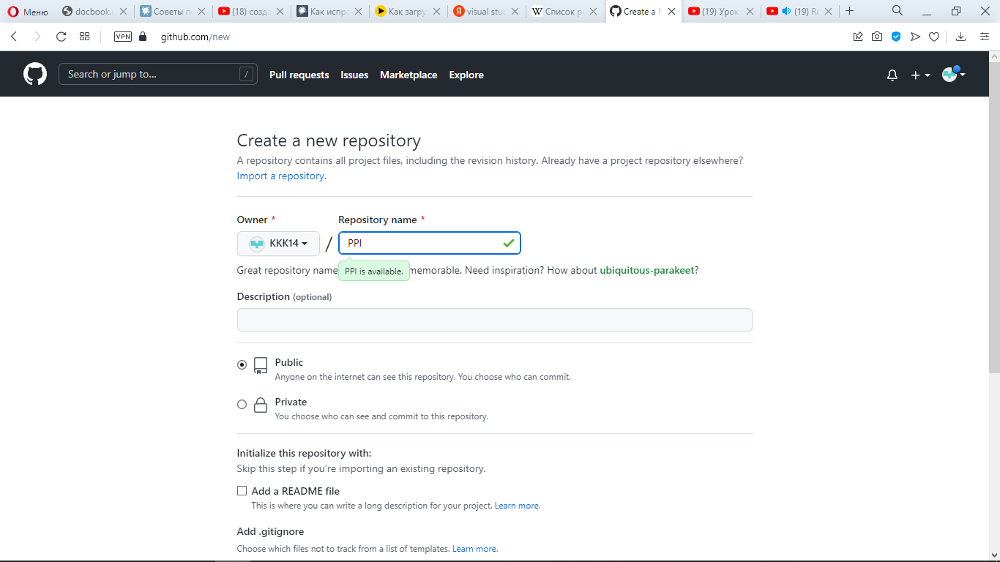 Меню docbook. Советы п (18) созда Как испра Как загру visual stud Список р Create a N (19) Урок (19) Re
VPN github.com/new
Search or jump to... / Pull requests Issues Marketplace Explore
Create a new repository
A repository contains all project files, including the revision history. Already have a project repository elsewhere?
Import a repository.
Owner * Repository name *
KKK14 / PPI
Great repository name PPI is available. memorable. Need inspiration? How about ubiquitous-parakeet?
Description (optional)
Public
Anyone on the internet can see this repository. You choose who can commit.
Private
You choose who can see and commit to this repository.
Initialize this repository with:
Skip this step if you’re importing an existing repository.
Add a README file
This is where you can write a long description for your project. Learn more.
Add .gitignore
Choose which files not to track from a list of templates. Learn more.